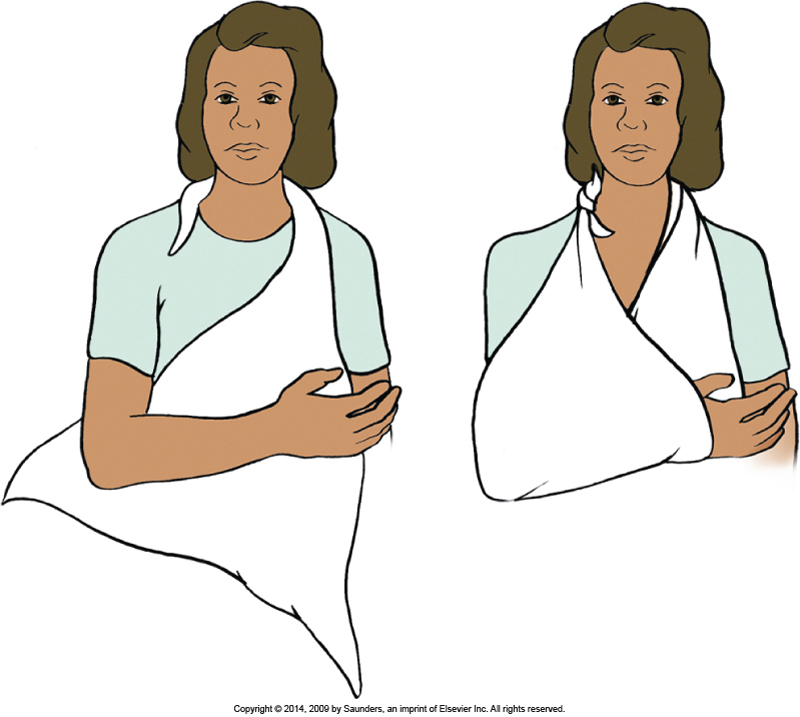 Copyright © 2014, 2009 by Saunders, an imprint of Elsevier Inc. All rights reserved.